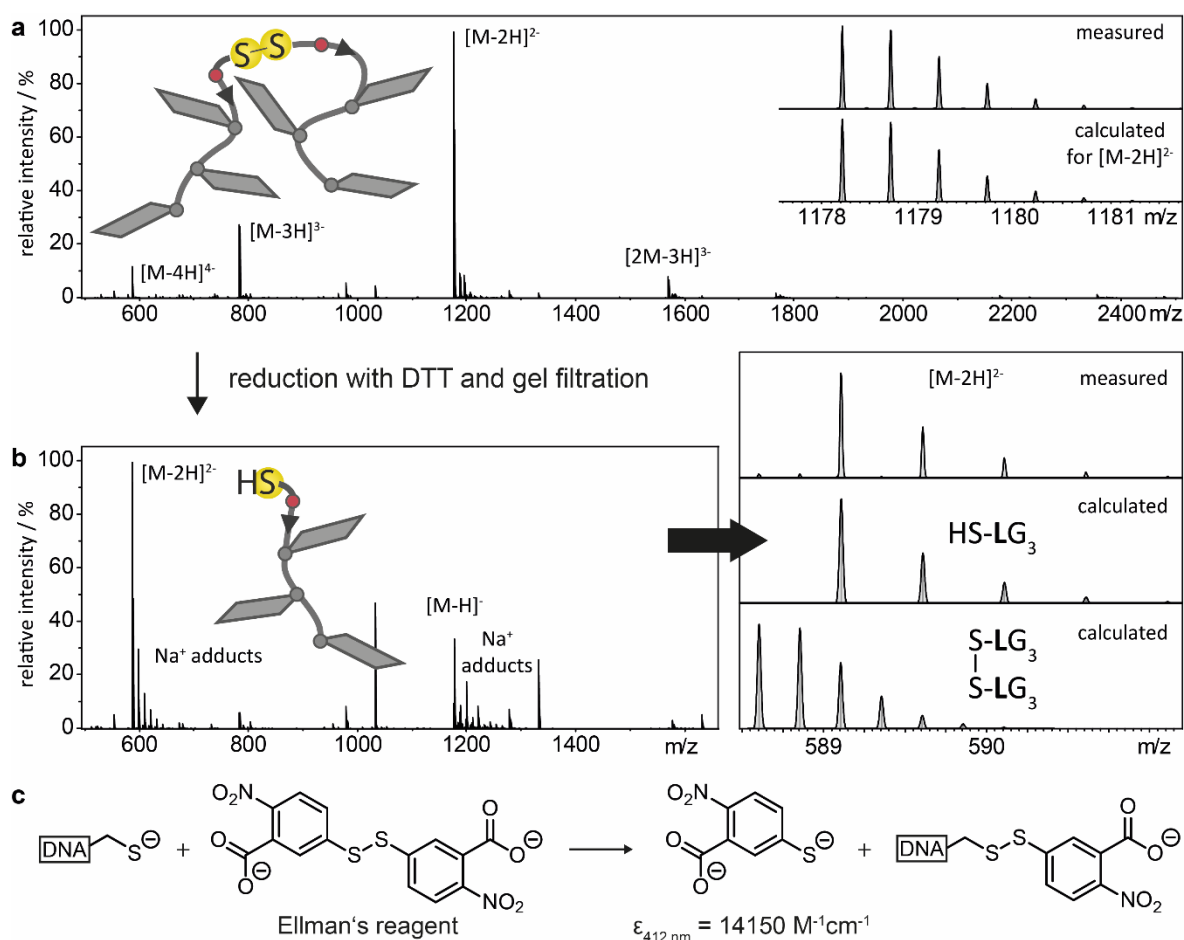 a
relative intensity / %
100
80
60
40
20
0
S S
[M-4H]⁴⁻
[M-3H]³⁻
[M-2H]²⁻
[2M-3H]³⁻
600 800 1000 1200 1400 1600 1800 2000 2200 2400 m/z
measured
calculated
for [M-2H]²⁻
1178 1179 1180 1181 m/z
reduction with DTT and gel filtration
b
relative intensity / %
100
80
60
40
20
0
[M-2H]²⁻
HS
Na⁺ adducts
[M-H]⁻
Na⁺
adducts
600 800 1000 1200 1400 m/z
[M-2H]²⁻ measured
calculated
HS-LG₃
calculated
S-LG₃
S-LG₃
589 590 m/z
c
DNA S⊖ + O₂N O O⊖ S S O O⊖ NO₂ O₂N O O⊖ S⊖ + DNA S S O O⊖ NO₂
Ellman‘s reagent
ε₄₁₂ ₙₘ = 14150 M⁻¹cm⁻¹